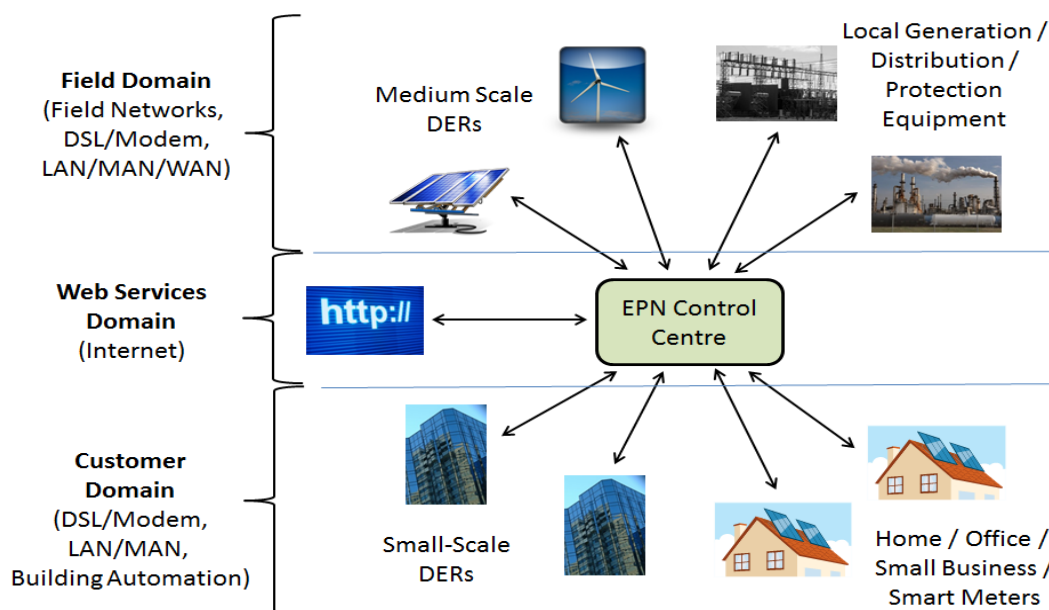 Field Domain
(Field Networks,
DSL/Modem,
LAN/MAN/WAN)
Medium Scale
DERs
Local Generation /
Distribution /
Protection
Equipment
Web Services
Domain
(Internet)
http://
EPN Control
Centre
Customer
Domain
(DSL/Modem,
LAN/MAN,
Building Automation)
Small-Scale
DERs
Home / Office /
Small Business /
Smart Meters